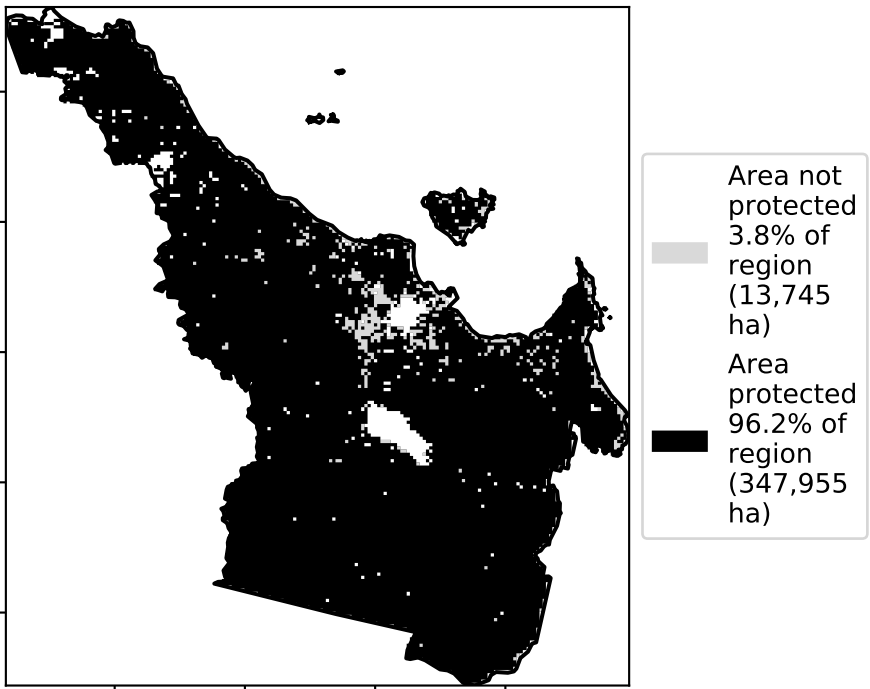 Area not
protected
3.8% of
region
(13,745
ha)
Area
protected
96.2% of
region
(347,955
ha)